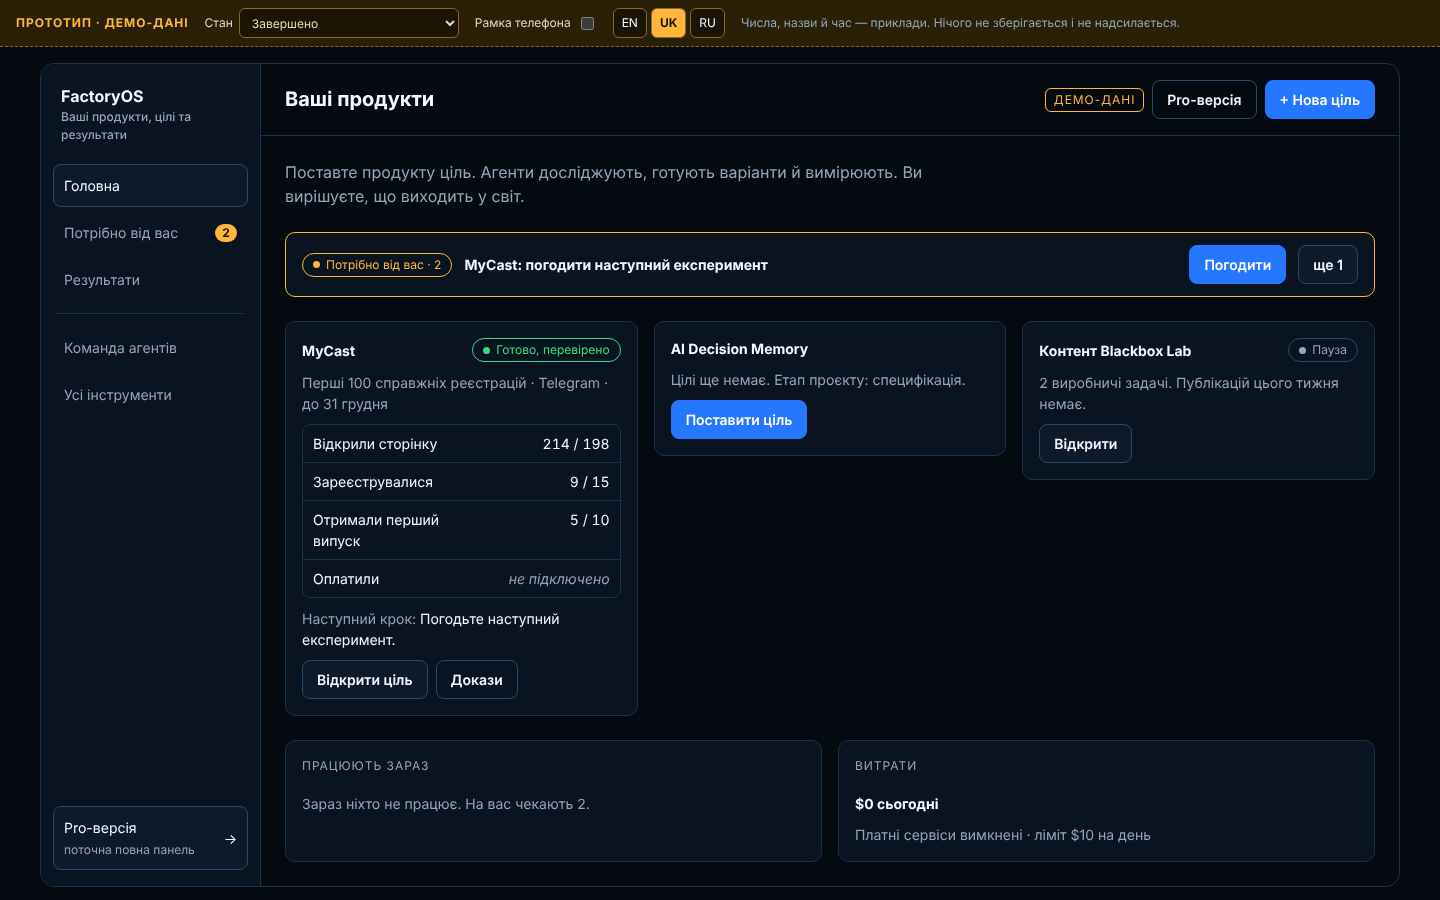 ПРОТОТИП · ДЕМО-ДАНІ
Стан
Завершено
Рамка телефона
EN
UK
RU
Числа, назви й час — приклади. Нічого не зберігається і не надсилається.
FactoryOS
Ваші продукти, цілі та
результати
Головна
Потрібно від вас
2
Результати
Команда агентів
Усі інструменти
Pro-версія
поточна повна панель
→
Ваші продукти
ДЕМО-ДАНІ
Pro-версія
+ Нова ціль
Поставте продукту ціль. Агенти досліджують, готують варіанти й вимірюють. Ви
вирішуєте, що виходить у світ.
Потрібно від вас · 2
MyCast: погодити наступний експеримент
Погодити
ще 1
MyCast
Готово, перевірено
Перші 100 справжніх реєстрацій · Telegram ·
до 31 грудня
Відкрили сторінку
214 / 198
Зареєструвалися
9 / 15
Отримали перший
випуск
5 / 10
Оплатили
не підключено
Наступний крок: Погодьте наступний
експеримент.
Відкрити ціль
Докази
AI Decision Memory
Цілі ще немає. Етап проєкту: специфікація.
Поставити ціль
Контент Blackbox Lab
Пауза
2 виробничі задачі. Публікацій цього тижня
немає.
Відкрити
ПРАЦЮЮТЬ ЗАРАЗ
Зараз ніхто не працює. На вас чекають 2.
ВИТРАТИ
$0 сьогодні
Платні сервіси вимкнені · ліміт $10 на день